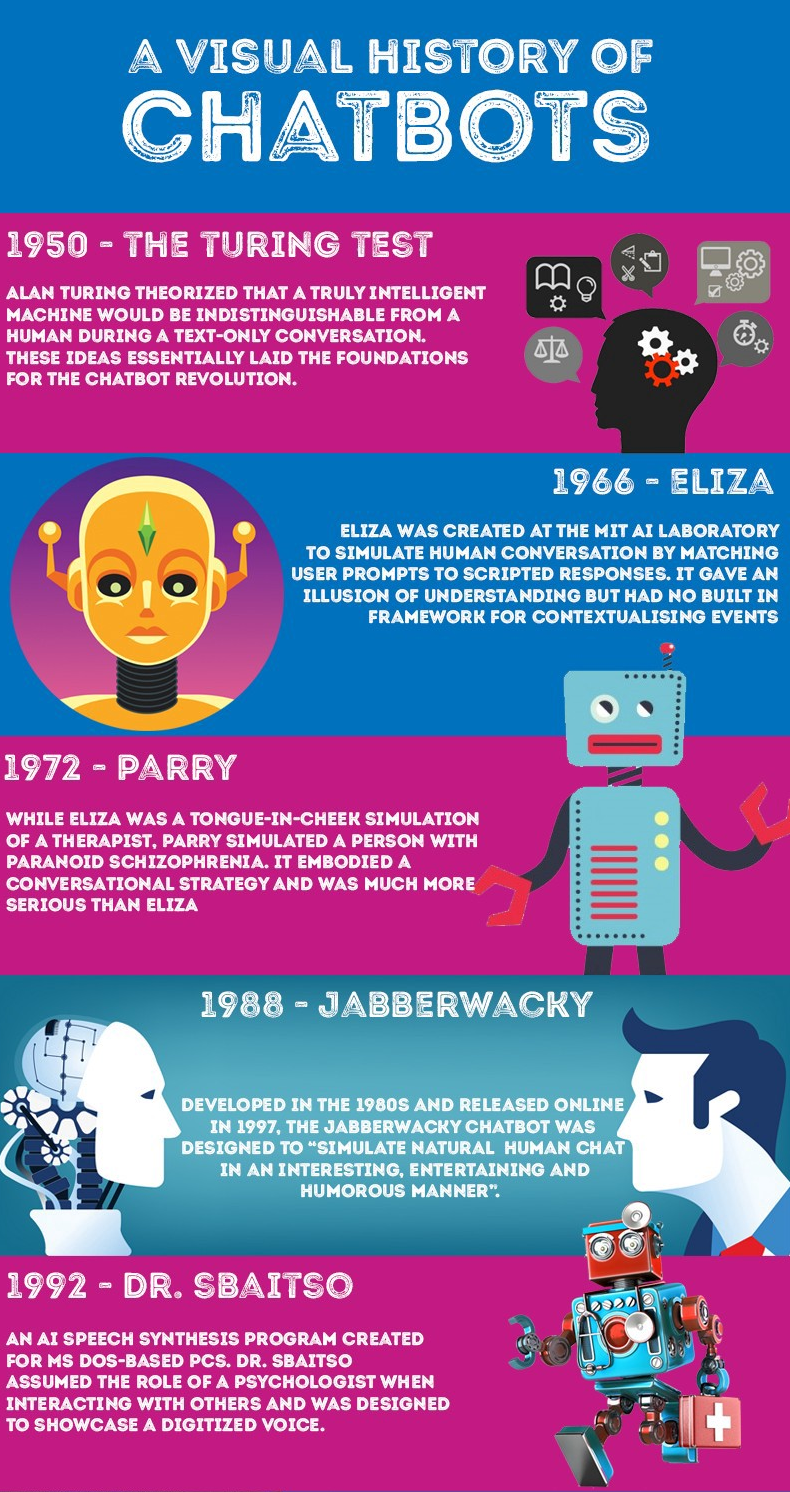 A VISUAL HISTORY OF
CHATBOTS
1950 - THE TURING TEST
ALAN TURING THEORIZED THAT A TRULY INTELLIGENT
MACHINE WOULD BE INDISTINGUISHABLE FROM A
HUMAN DURING A TEXT-ONLY CONVERSATION.
THESE IDEAS ESSENTIALLY LAID THE FOUNDATIONS
FOR THE CHATBOT REVOLUTION.
1966 - ELIZA
ELIZA WAS CREATED AT THE MIT AI LABORATORY
TO SIMULATE HUMAN CONVERSATION BY MATCHING
USER PROMPTS TO SCRIPTED RESPONSES. IT GAVE AN
ILLUSION OF UNDERSTANDING BUT HAD NO BUILT IN
FRAMEWORK FOR CONTEXTUALISING EVENTS
1972 - PARRY
WHILE ELIZA WAS A TONGUE-IN-CHEEK SIMULATION
OF A THERAPIST, PARRY SIMULATED A PERSON WITH
PARANOID SCHIZOPHRENIA. IT EMBODIED A
CONVERSATIONAL STRATEGY AND WAS MUCH MORE
SERIOUS THAN ELIZA
1988 - JABBERWACKY
DEVELOPED IN THE 1980S AND RELEASED ONLINE
IN 1997, THE JABBERWACKY CHATBOT WAS
DESIGNED TO “SIMULATE NATURAL HUMAN CHAT
IN AN INTERESTING, ENTERTAINING AND
HUMOROUS MANNER”.
1992 - DR. SBAITSO
AN AI SPEECH SYNTHESIS PROGRAM CREATED
FOR MS DOS-BASED PCS. DR. SBAITSO
ASSUMED THE ROLE OF A PSYCHOLOGIST WHEN
INTERACTING WITH OTHERS AND WAS DESIGNED
TO SHOWCASE A DIGITIZED VOICE.